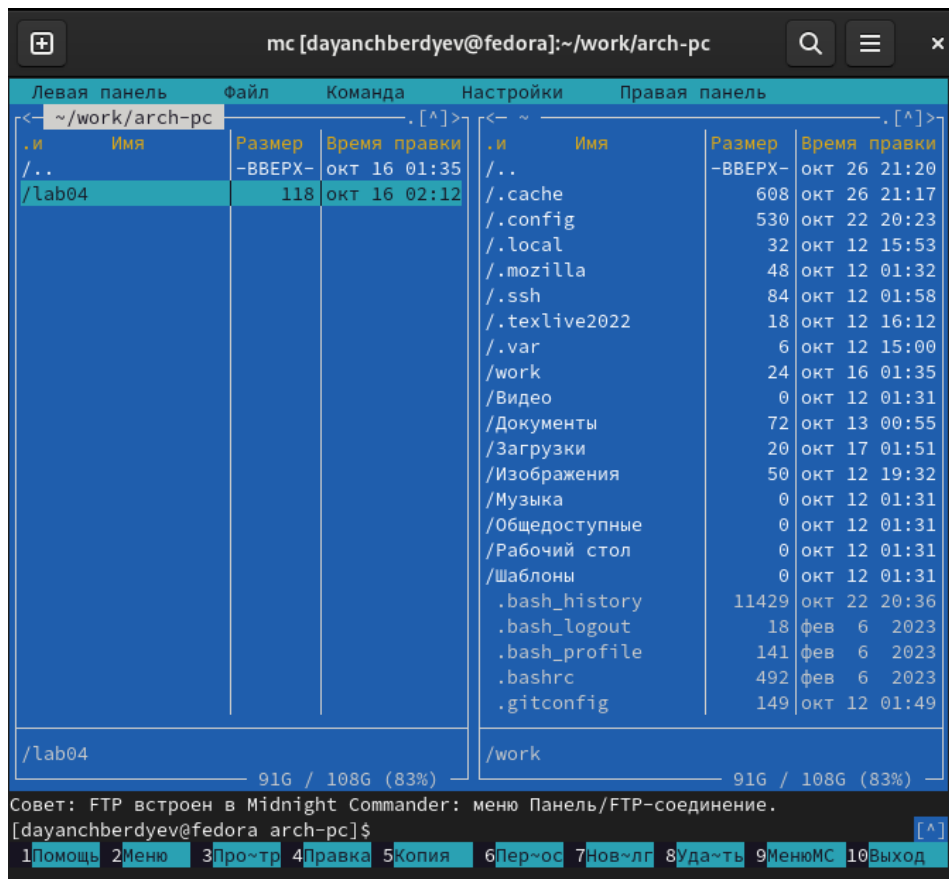 mc [dayanchberdyev@fedora]:~/work/arch-pc
Левая панель Файл Команда Настройки Правая панель
<— ~/work/arch-pc .[^]>
.и Имя Размер Время правки
/.. -ВВЕРХ- окт 16 01:35
/lab04 118 окт 16 02:12
/lab04
91G / 108G (83%)
<— ~ .[^]>
.и Имя Размер Время правки
/.. -ВВЕРХ- окт 26 21:20
/.cache 608 окт 26 21:17
/.config 530 окт 22 20:23
/.local 32 окт 12 15:53
/.mozilla 48 окт 12 01:32
/.ssh 84 окт 12 01:58
/.texlive2022 18 окт 12 16:12
/.var 6 окт 12 15:00
/work 24 окт 16 01:35
/Видео 0 окт 12 01:31
/Документы 72 окт 13 00:55
/Загрузки 20 окт 17 01:51
/Изображения 50 окт 12 19:32
/Музыка 0 окт 12 01:31
/Общедоступные 0 окт 12 01:31
/Рабочий стол 0 окт 12 01:31
/Шаблоны 0 окт 12 01:31
.bash_history 11429 окт 22 20:36
.bash_logout 18 фев 6 2023
.bash_profile 141 фев 6 2023
.bashrc 492 фев 6 2023
.gitconfig 149 окт 12 01:49
/work
91G / 108G (83%)
Совет: FTP встроен в Midnight Commander: меню Панель/FTP-соединение.
[dayanchberdyev@fedora arch-pc]$ [^]
1Помощь 2Меню 3Про~тр 4Правка 5Копия 6Пер~ос 7Нов~лг 8Уда~ть 9МенюMC 10Выход